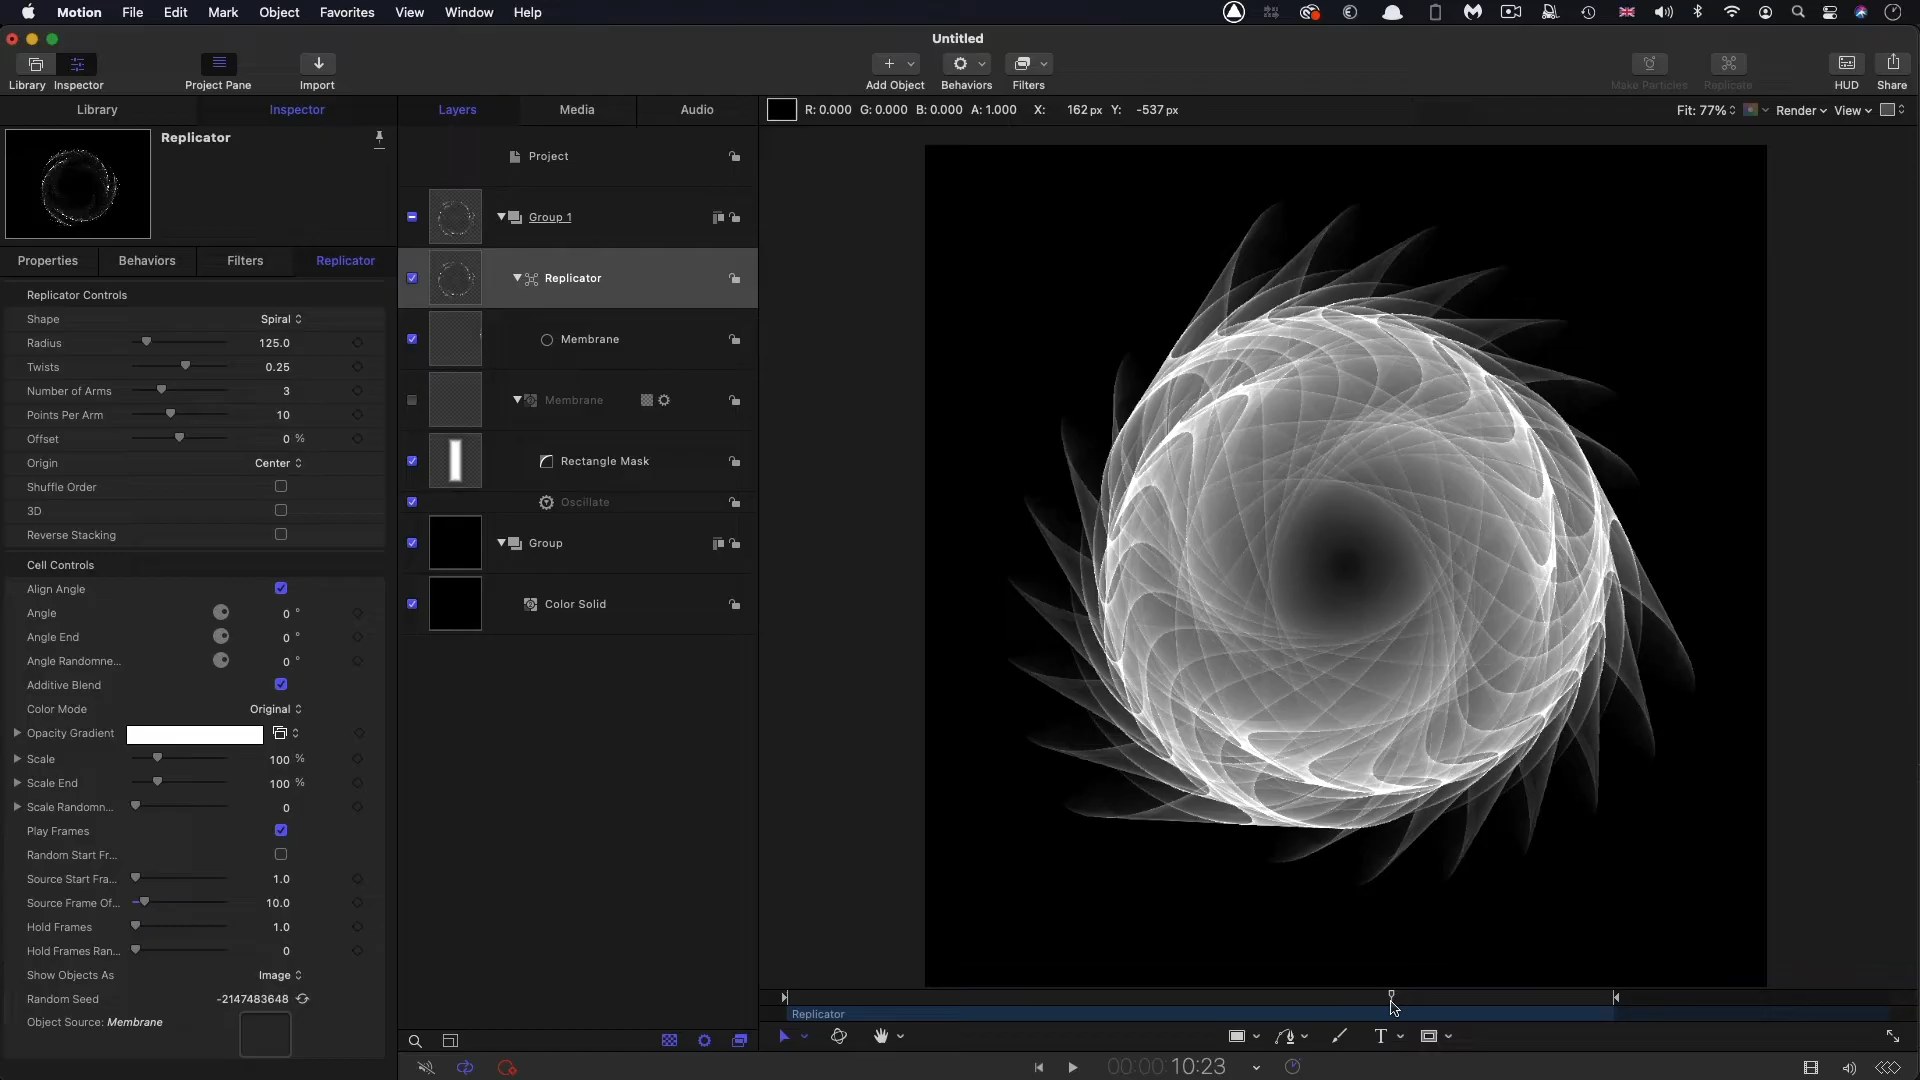 Motion File Edit Mark Object Favorites View Window Help
Untitled
Library Inspector Project Pane Import Add Object Behaviors Filters Make Particles Replicate HUD Share
Library Inspector Layers Media Audio R: 0.000 G: 0.000 B: 0.000 A: 1.000 X: 162 px Y: -537 px Fit: 77% Render View
Replicator
Properties Behaviors Filters Replicator
Replicator Controls
Shape Spiral
Radius 125.0
Twists 0.25
Number of Arms 3
Points Per Arm 10
Offset 0 %
Origin Center
Shuffle Order
3D
Reverse Stacking
Cell Controls
Align Angle
Angle 0 °
Angle End 0 °
Angle Randomne... 0 °
Additive Blend
Color Mode Original
Opacity Gradient
Scale 100 %
Scale End 100 %
Scale Randomn... 0
Play Frames
Random Start Fr...
Source Start Fra... 1.0
Source Frame Of... 10.0
Hold Frames 1.0
Hold Frames Ran... 0
Show Objects As Image
Random Seed -2147483648
Object Source: Membrane
Project
Group 1
Replicator
Membrane
Membrane
Rectangle Mask
Oscillate
Group
Color Solid
Replicator
T
00:00:10:23